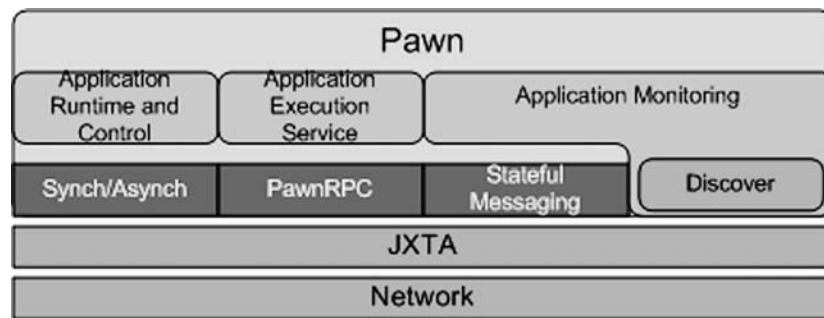 Pawn
Application
Runtime and
Control
Application
Execution
Service
Application Monitoring
Synch/Asynch
PawnRPC
Stateful
Messaging
Discover
JXTA
Network